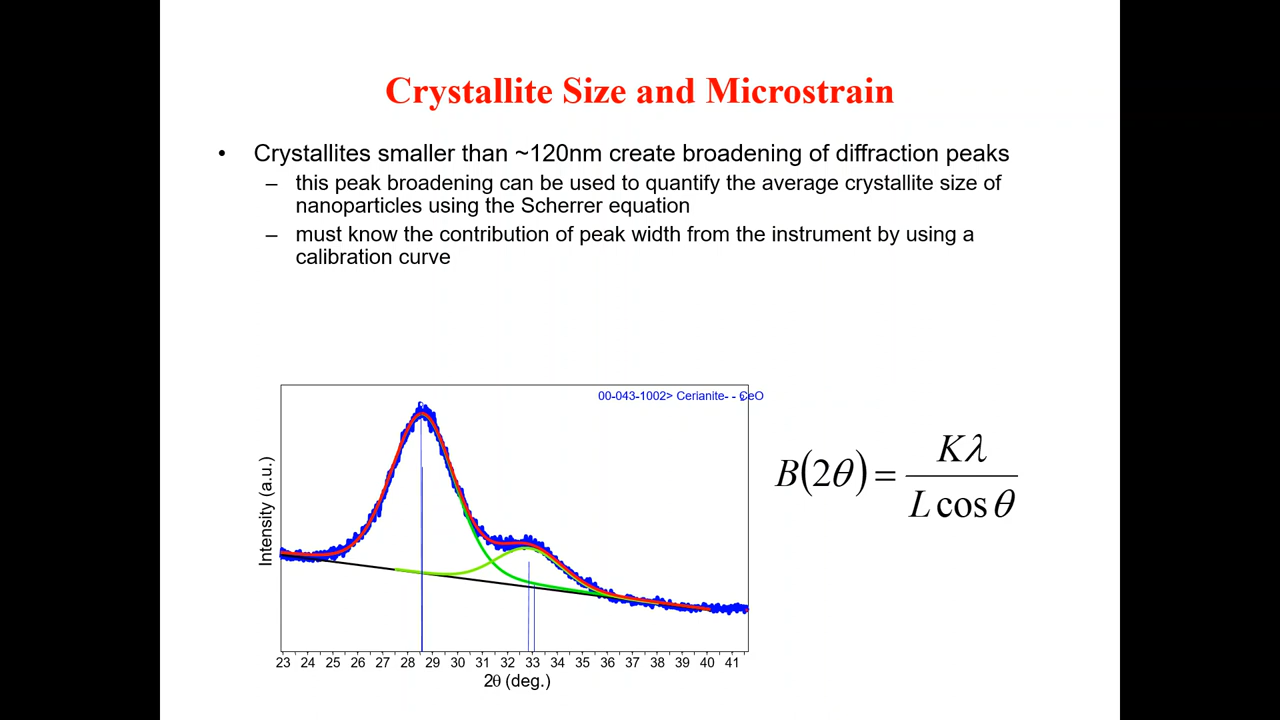 Crystallite Size and Microstrain
• Crystallites smaller than ~120nm create broadening of diffraction peaks
– this peak broadening can be used to quantify the average crystallite size of
nanoparticles using the Scherrer equation
– must know the contribution of peak width from the instrument by using a
calibration curve
00-043-1002> Cerianite- - CeO2
Intensity (a.u.)
B(2θ) = Kλ / L cos θ
23 24 25 26 27 28 29 30 31 32 33 34 35 36 37 38 39 40 41
2θ (deg.)